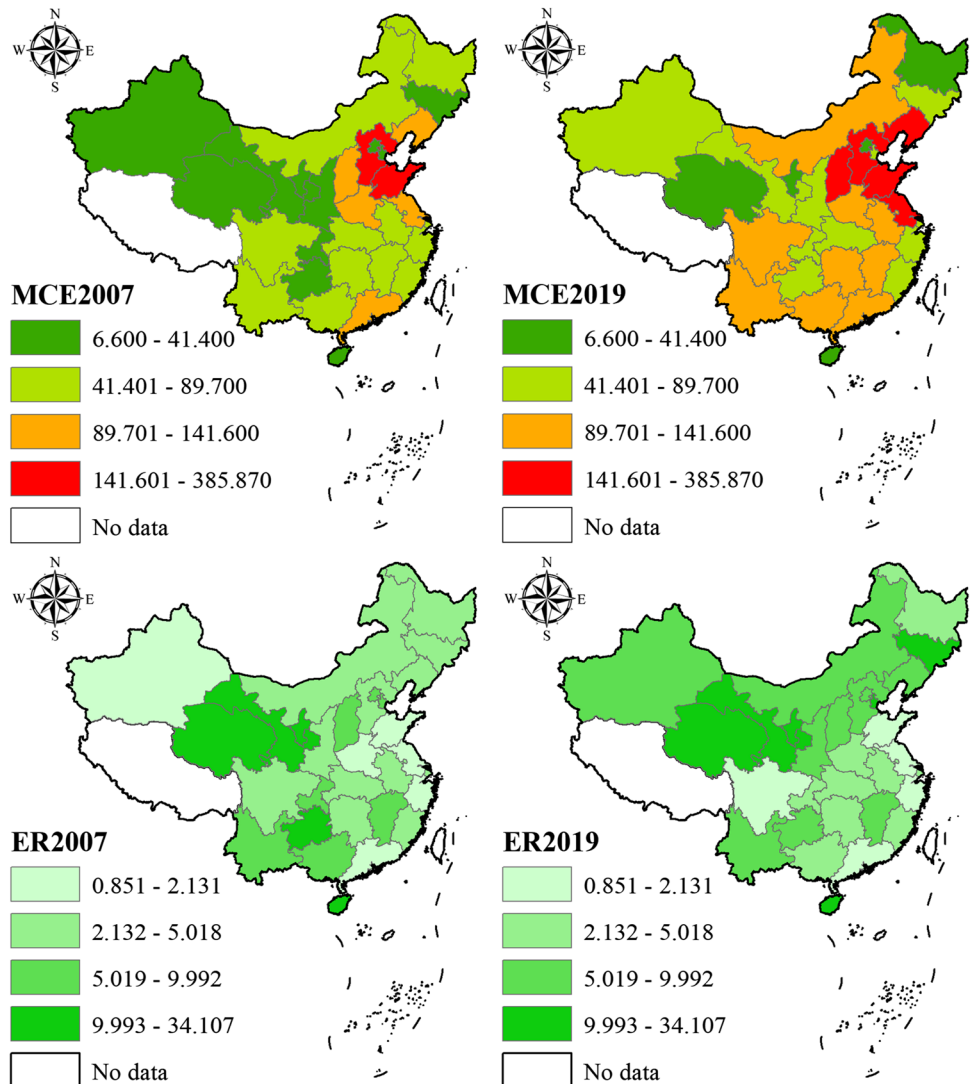 N
W E
S
MCE2007
6.600 - 41.400
41.401 - 89.700
89.701 - 141.600
141.601 - 385.870
No data
N
W E
S
MCE2019
6.600 - 41.400
41.401 - 89.700
89.701 - 141.600
141.601 - 385.870
No data
N
W E
S
ER2007
0.851 - 2.131
2.132 - 5.018
5.019 - 9.992
9.993 - 34.107
No data
N
W E
S
ER2019
0.851 - 2.131
2.132 - 5.018
5.019 - 9.992
9.993 - 34.107
No data